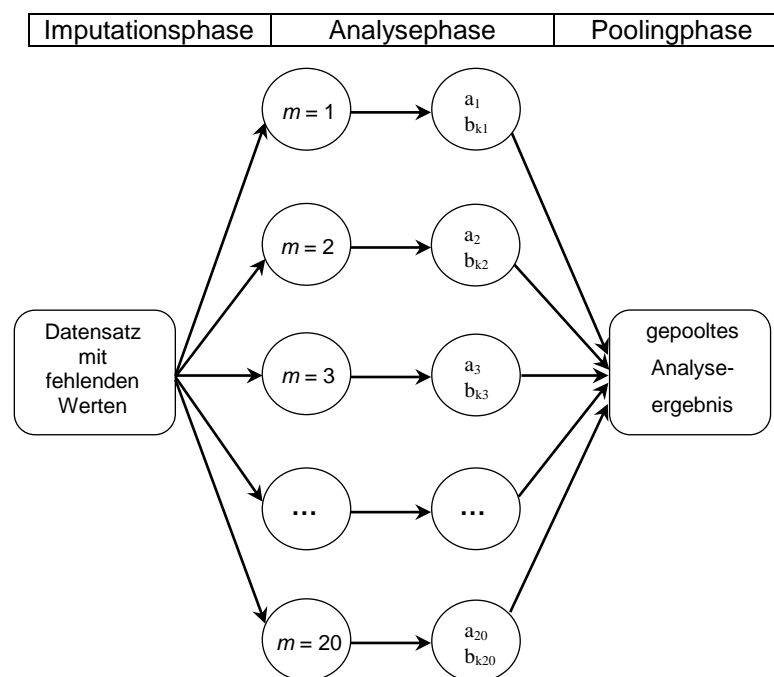 Imputationsphase Analysephase Poolingphase
m = 1
a1
bk1
m = 2
a2
bk2
Datensatz
mit
fehlenden
Werten
m = 3
a3
bk3
gepooltes
Analyse-
ergebnis
...
...
m = 20
a20
bk20